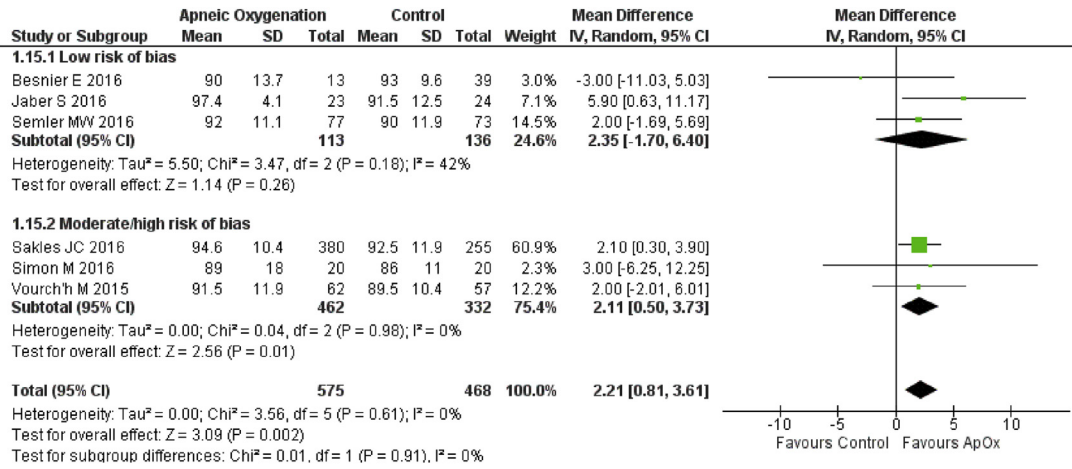 Apneic Oxygenation Control Mean Difference Mean Difference
Study or Subgroup Mean SD Total Mean SD Total Weight IV, Random, 95% CI IV, Random, 95% CI
1.15.1 Low risk of bias
Besnier E 2016 90 13.7 13 93 9.6 39 3.0% -3.00 [-11.03, 5.03]
Jaber S 2016 97.4 4.1 23 91.5 12.5 24 7.1% 5.90 [0.63, 11.17]
Semler MW 2016 92 11.1 77 90 11.9 73 14.5% 2.00 [-1.69, 5.69]
Subtotal (95% CI) 113 136 24.6% 2.35 [-1.70, 6.40]
Heterogeneity: Tau² = 5.50; Chi² = 3.47, df = 2 (P = 0.18); I² = 42%
Test for overall effect: Z = 1.14 (P = 0.26)
1.15.2 Moderate/high risk of bias
Sakles JC 2016 94.6 10.4 380 92.5 11.9 255 60.9% 2.10 [0.30, 3.90]
Simon M 2016 89 18 20 86 11 20 2.3% 3.00 [-6.25, 12.25]
Vourc'h M 2015 91.5 11.9 62 89.5 10.4 57 12.2% 2.00 [-2.01, 6.01]
Subtotal (95% CI) 462 332 75.4% 2.11 [0.50, 3.73]
Heterogeneity: Tau² = 0.00; Chi² = 0.04, df = 2 (P = 0.98); I² = 0%
Test for overall effect: Z = 2.56 (P = 0.01)
Total (95% CI) 575 468 100.0% 2.21 [0.81, 3.61]
Heterogeneity: Tau² = 0.00; Chi² = 3.56, df = 5 (P = 0.61); I² = 0%
Test for overall effect: Z = 3.09 (P = 0.002)
Test for subgroup differences: Chi² = 0.01, df = 1 (P = 0.91), I² = 0%
-10 -5 0 5 10
Favours Control Favours ApOx